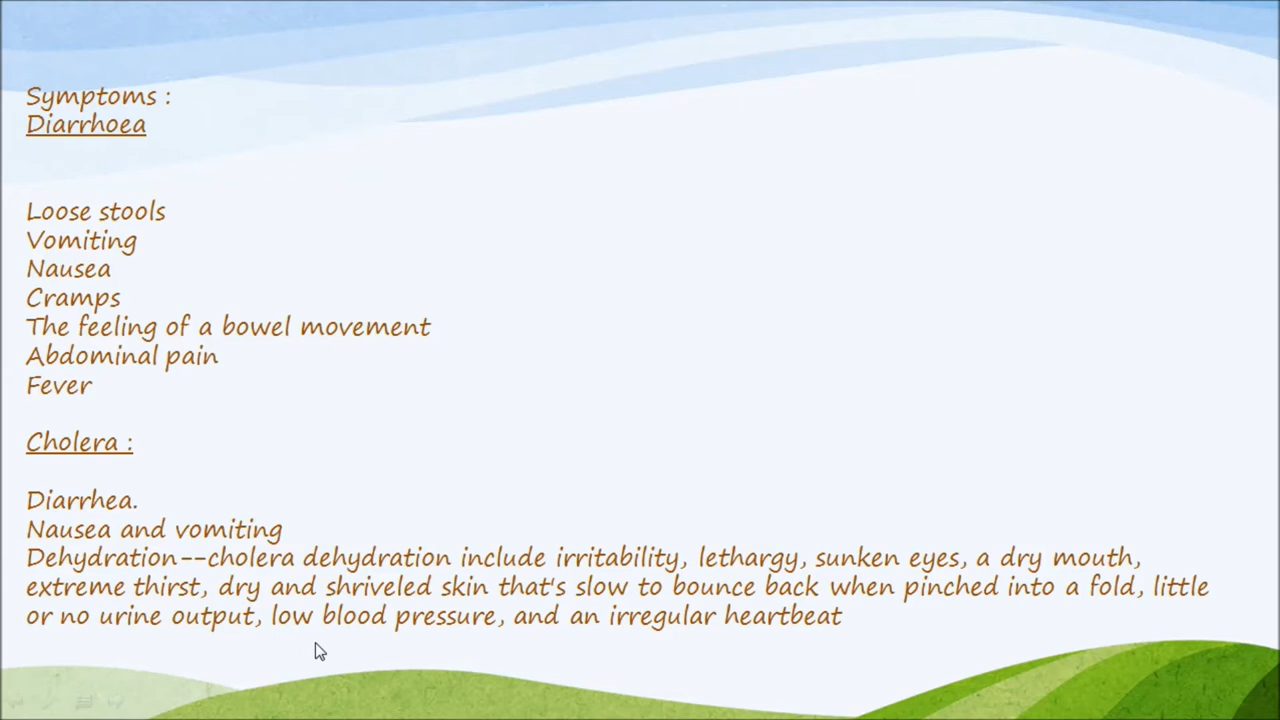 Symptoms :
Diarrhoea
Loose stools
Vomiting
Nausea
Cramps
The feeling of a bowel movement
Abdominal pain
Fever
Cholera :
Diarrhea.
Nausea and vomiting
Dehydration--cholera dehydration include irritability, lethargy, sunken eyes, a dry mouth,
extreme thirst, dry and shriveled skin that's slow to bounce back when pinched into a fold, little
or no urine output, low blood pressure, and an irregular heartbeat